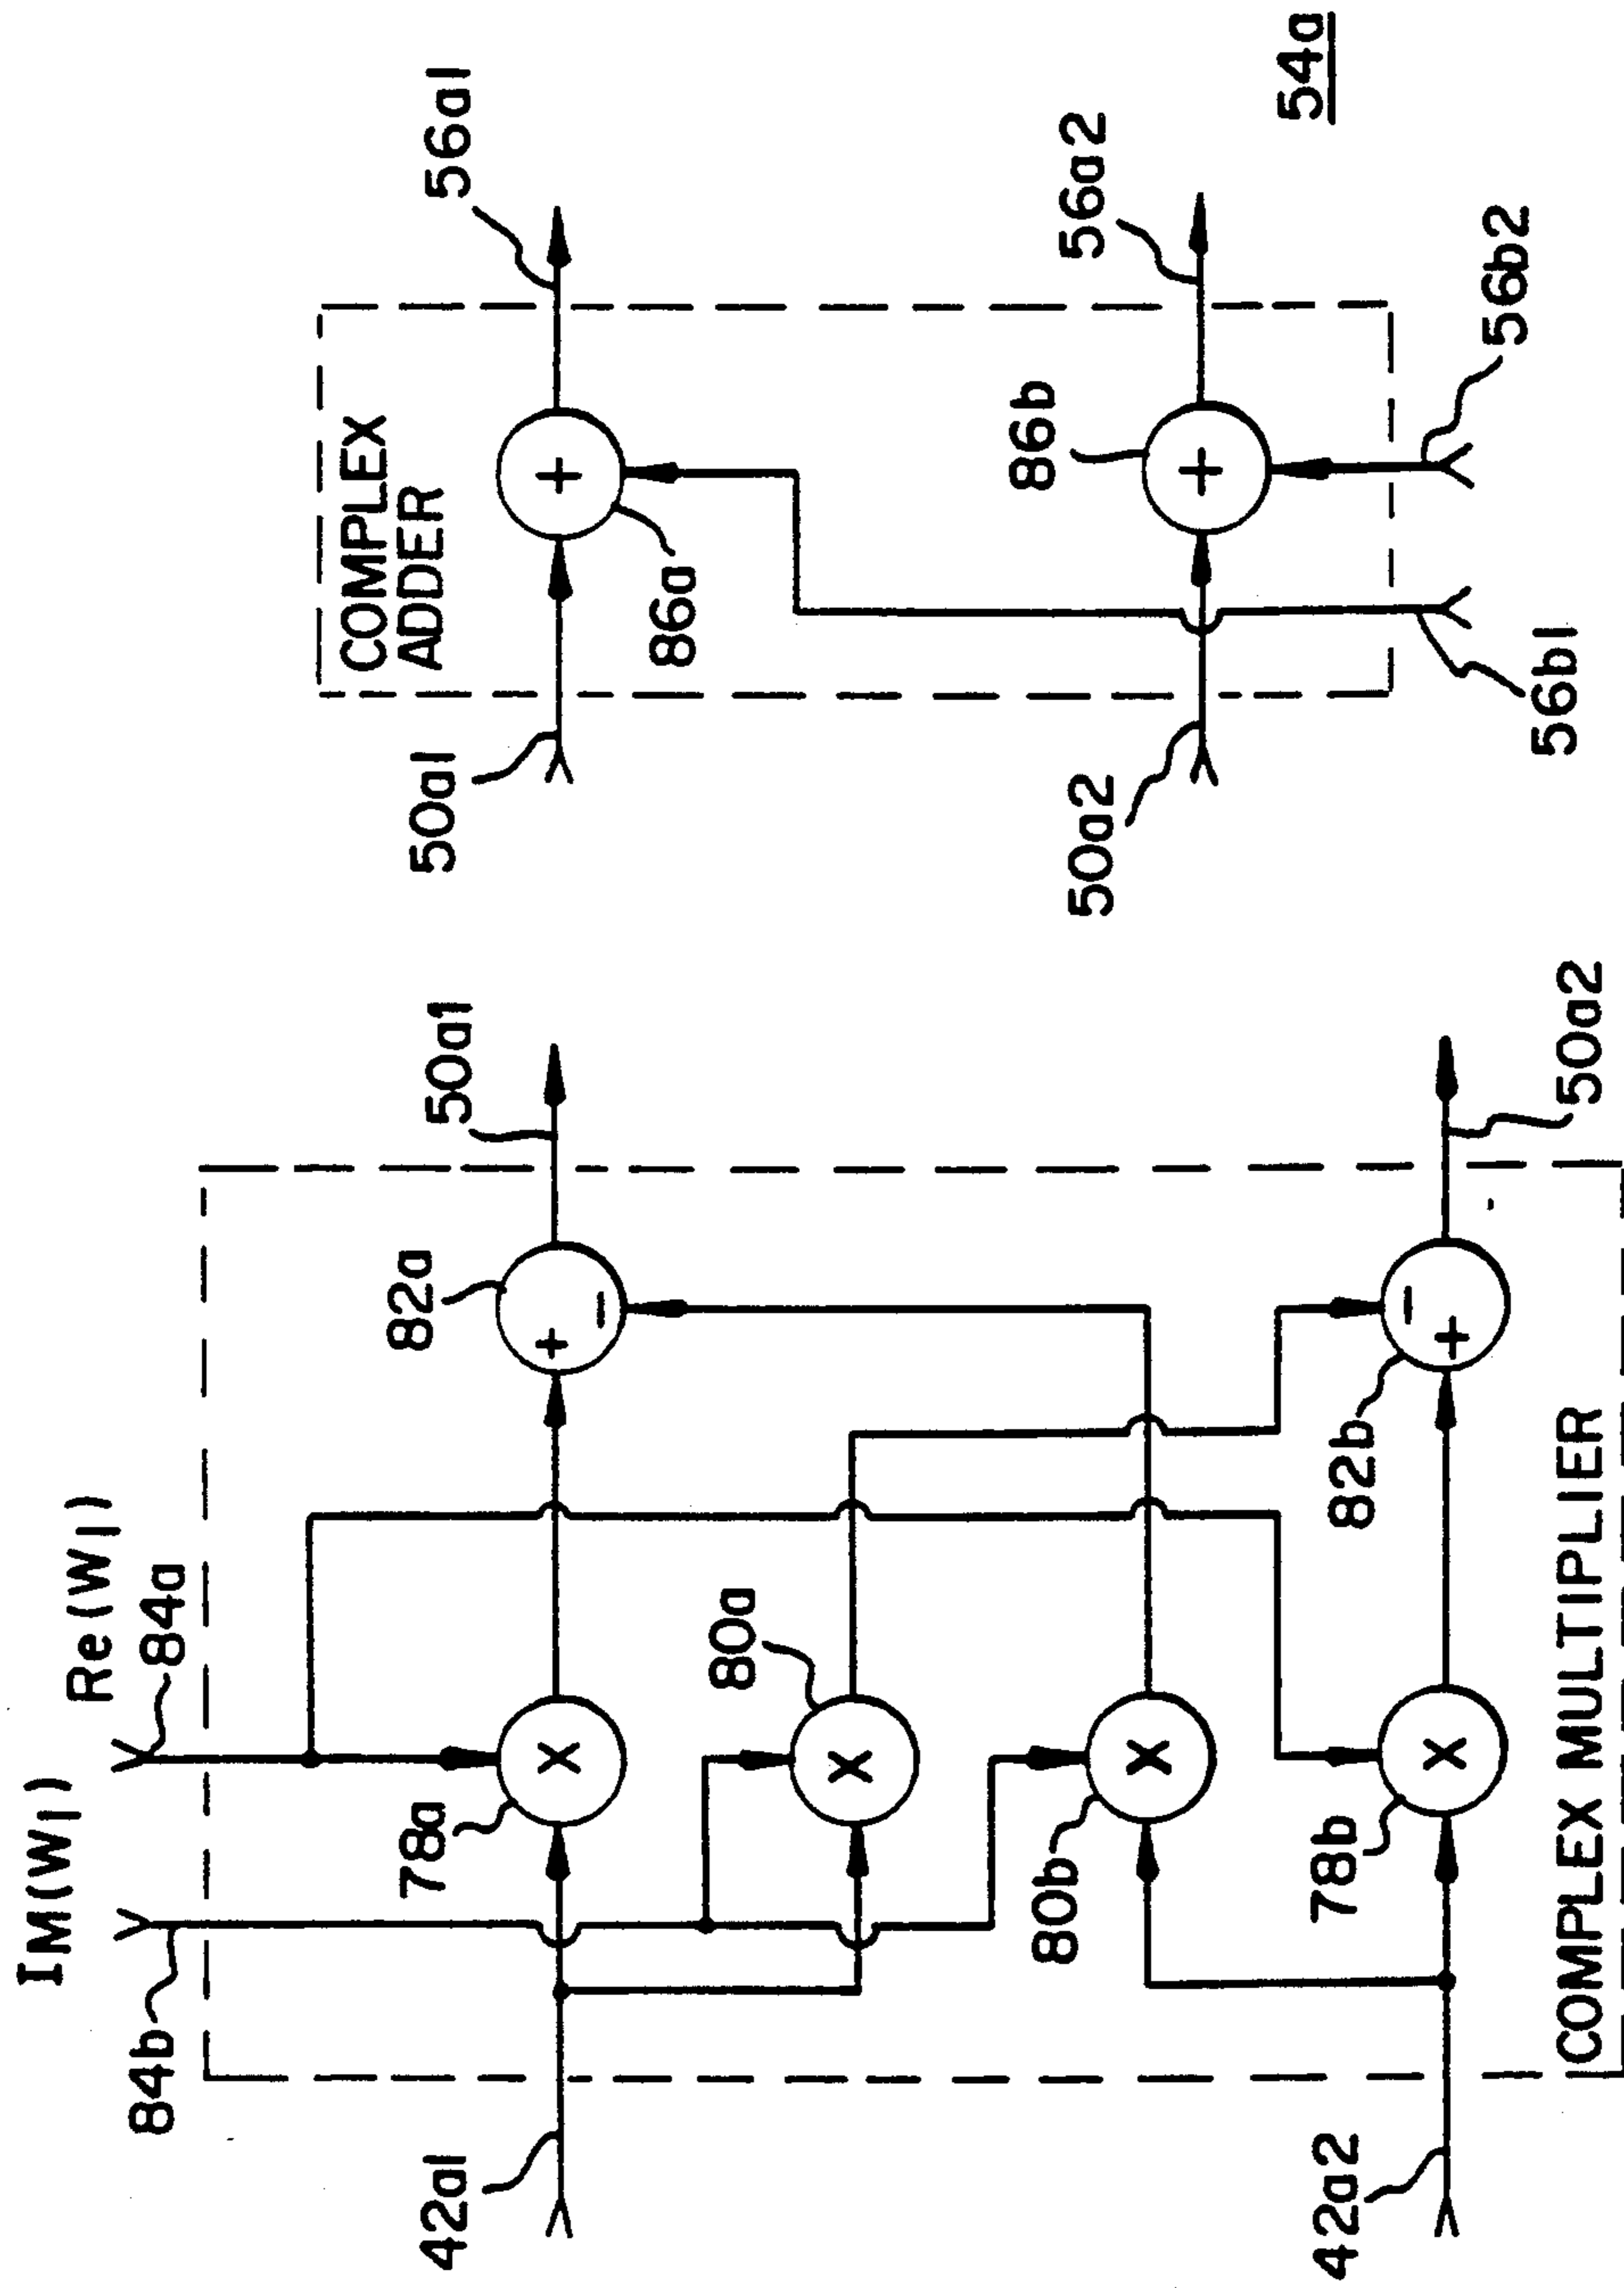 IM(W1)
Re(W1)
84b
84a
42a1
78a
82a
50a1
80a
80b
78b
82b
42a2
50a2
COMPLEX MULTIPLIER
COMPLEX
ADDER
50a1
86a
56a1
50a2
86b
56a2
56b1
56b2
54a